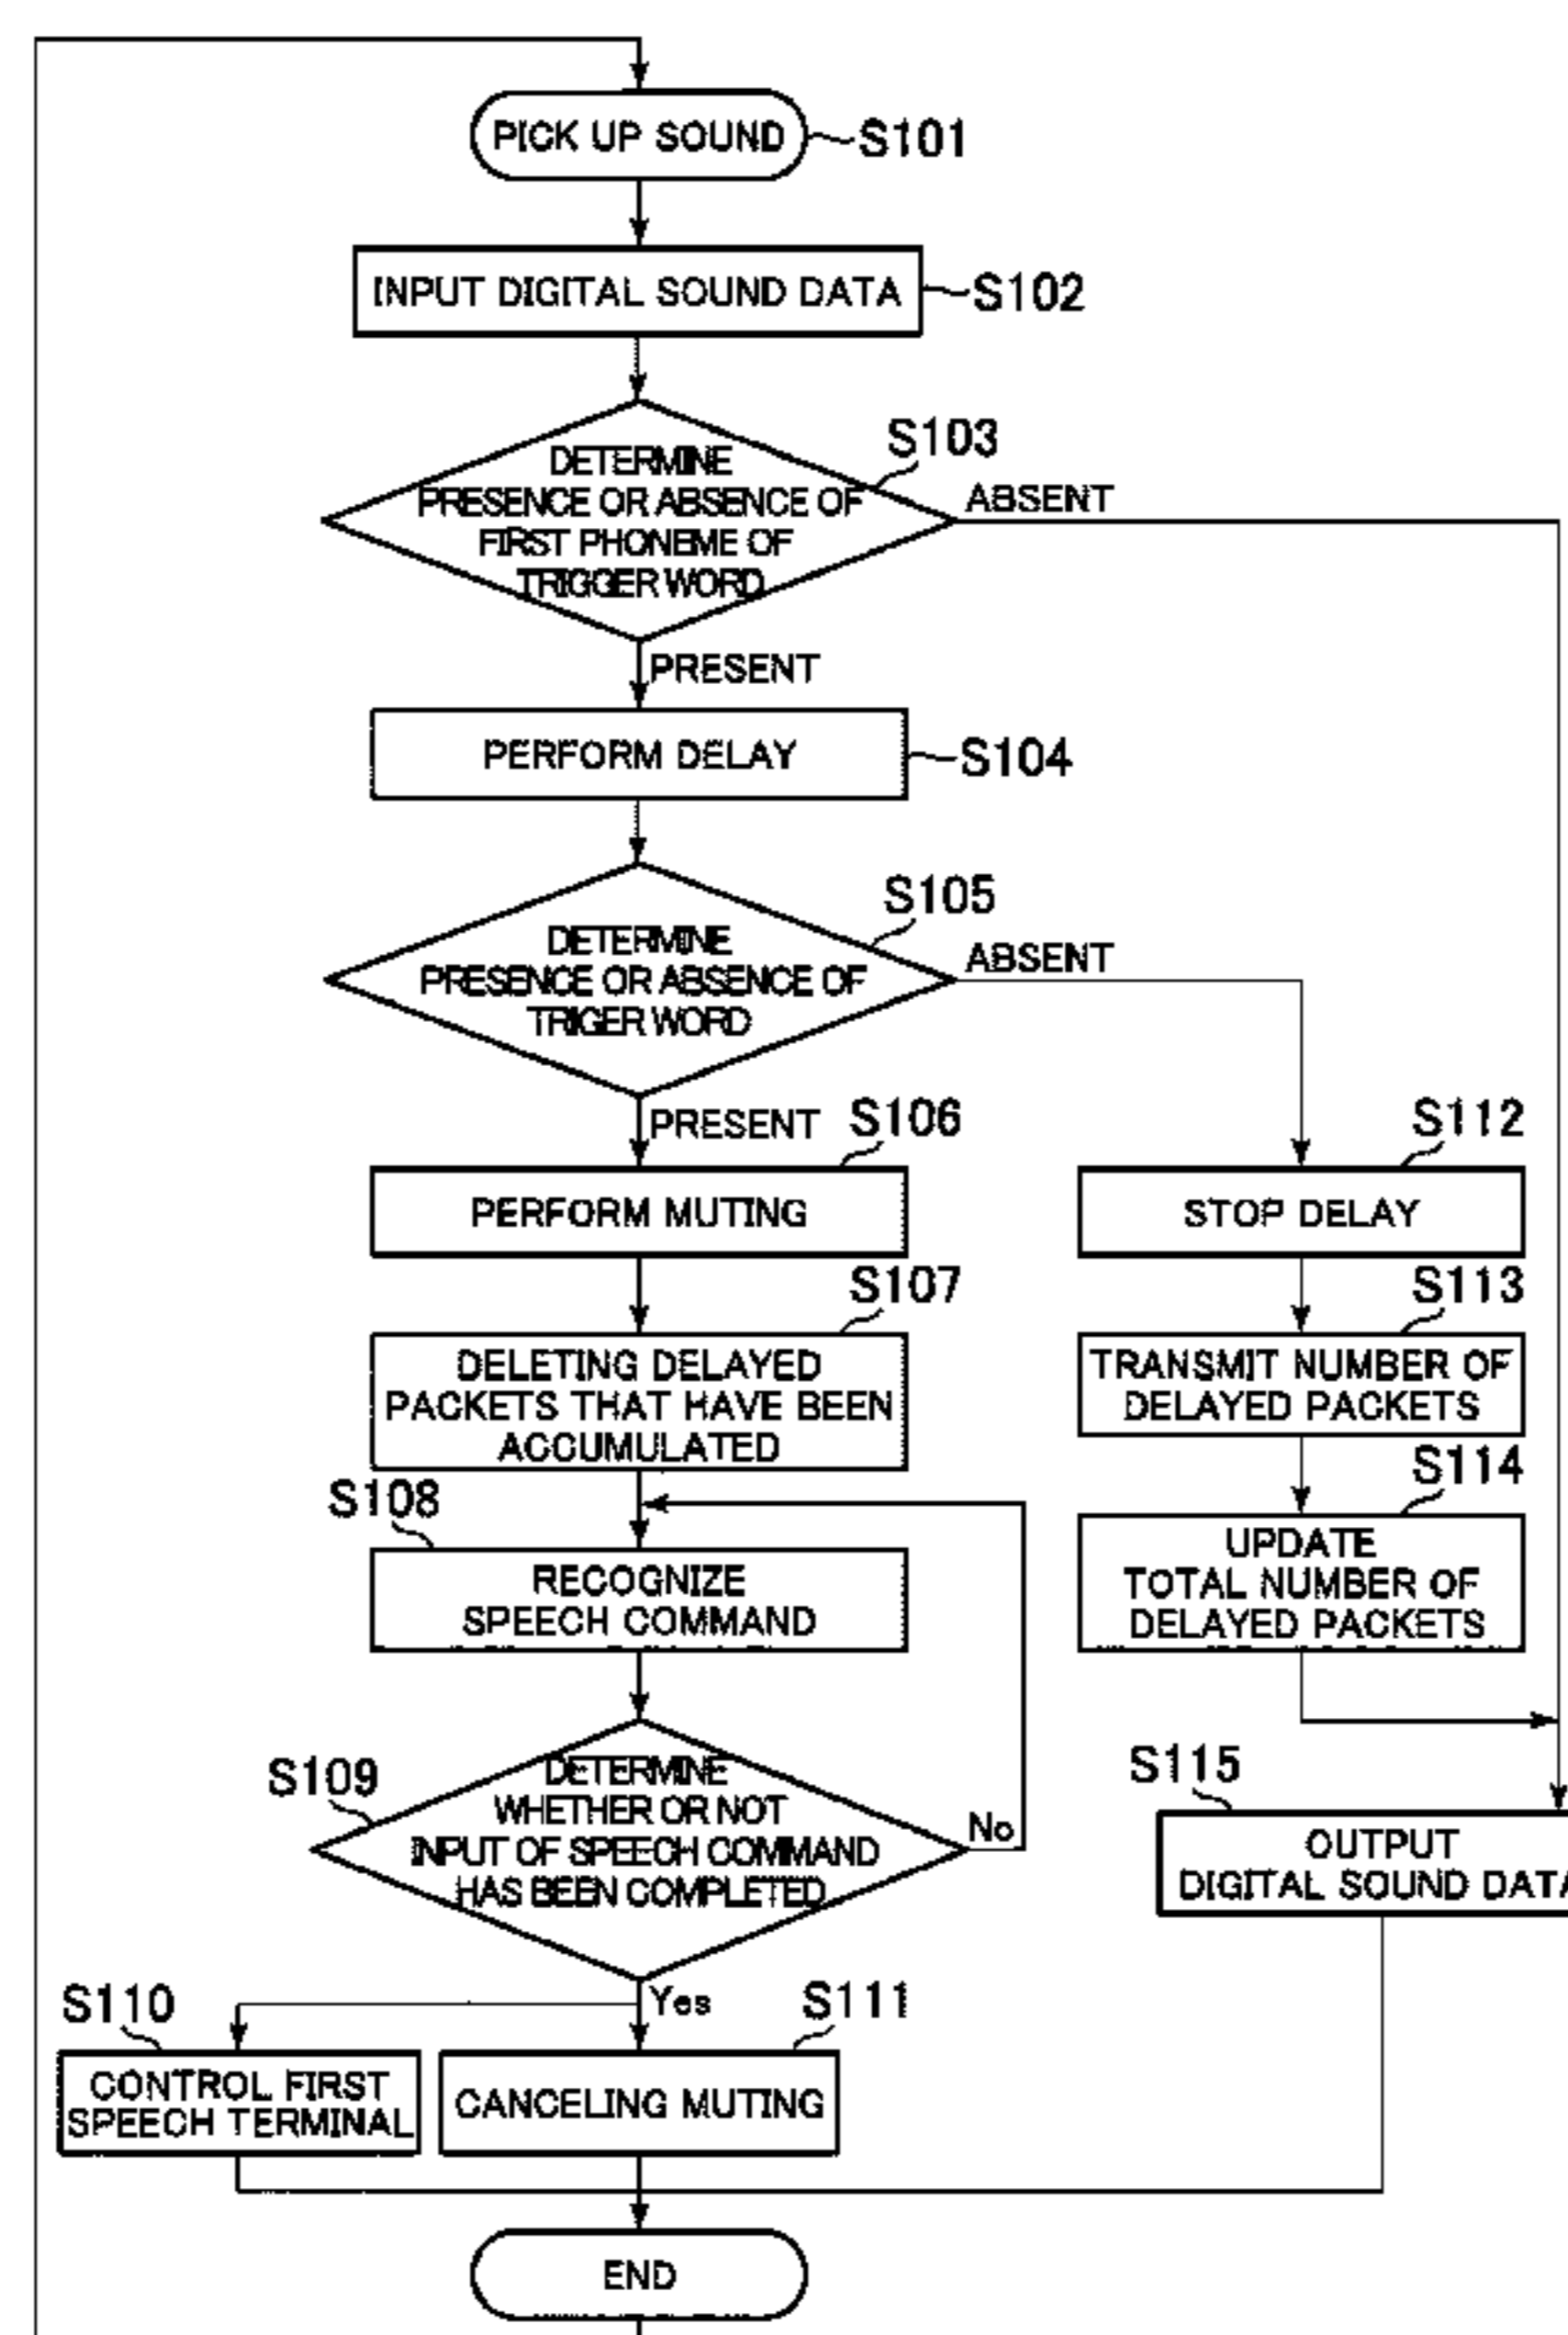 PICK UP SOUND
S101
INPUT DIGITAL SOUND DATA
S102
DETERMINE
PRESENCE OR ABSENCE OF
FIRST PHONEME OF
TRIGGER WORD
S103
ABSENT
PRESENT
PERFORM DELAY
S104
DETERMINE
PRESENCE OR ABSENCE OF
TRIGER WORD
S105
ABSENT
PRESENT
S106
PERFORM MUTING
S107
DELETING DELAYED
PACKETS THAT HAVE BEEN
ACCUMULATED
S108
RECOGNIZE
SPEECH COMMAND
S109
DETERMINE
WHETHER OR NOT
INPUT OF SPEECH COMMAND
HAS BEEN COMPLETED
No
Yes
S110
CONTROL FIRST
SPEECH TERMINAL
S111
CANCELING MUTING
S112
STOP DELAY
S113
TRANSMIT NUMBER OF
DELAYED PACKETS
S114
UPDATE
TOTAL NUMBER OF
DELAYED PACKETS
S115
OUTPUT
DIGITAL SOUND DATA
END